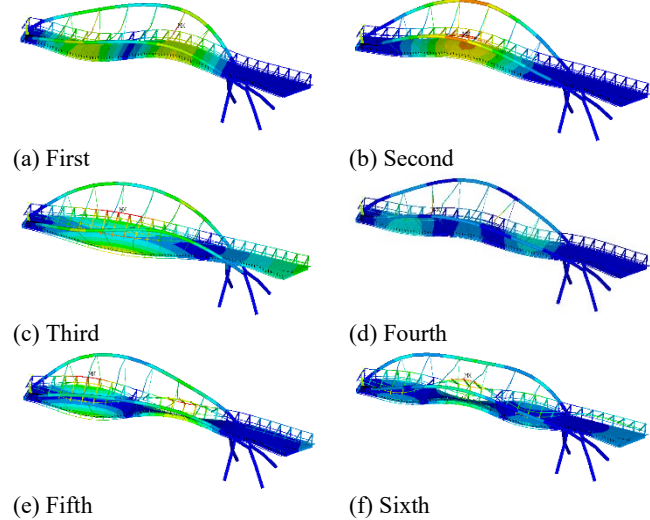 (a) First
(b) Second
(c) Third
(d) Fourth
(e) Fifth
(f) Sixth